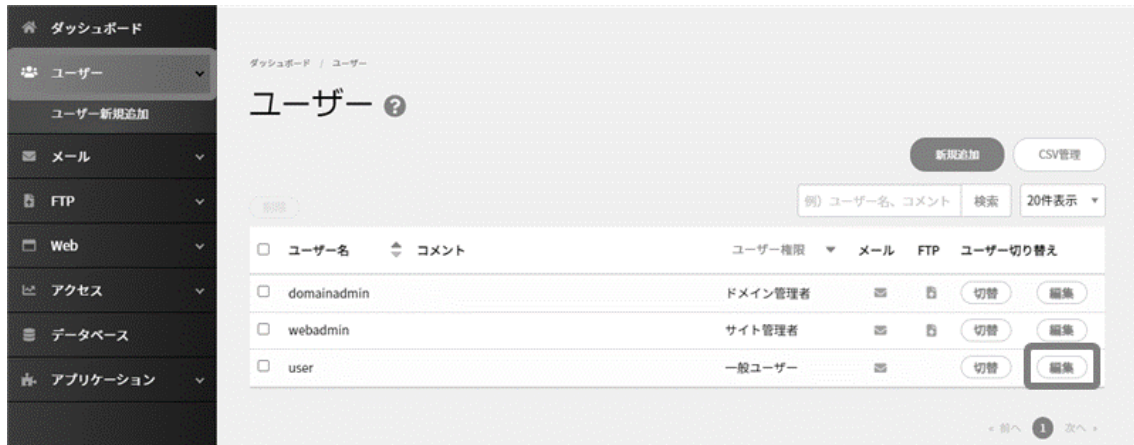 ダッシュボード
ユーザー
ユーザー新規追加
メール
FTP
Web
アクセス
データベース
アプリケーション
ダッシュボード / ユーザー
ユーザー ?
新規追加 CSV管理
削除 例）ユーザー名、コメント 検索 20件表示
ユーザー名 コメント ユーザー権限 メール FTP ユーザー切り替え
domainadmin ドメイン管理者 切替 編集
webadmin サイト管理者 切替 編集
user 一般ユーザー 切替 編集
« 前へ 1 次へ »